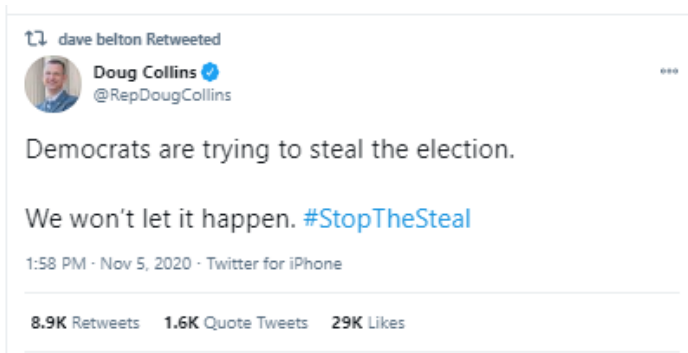 dave belton Retweeted
Doug Collins
@RepDougCollins
Democrats are trying to steal the election.
We won't let it happen. #StopTheSteal
1:58 PM · Nov 5, 2020 · Twitter for iPhone
8.9K Retweets 1.6K Quote Tweets 29K Likes